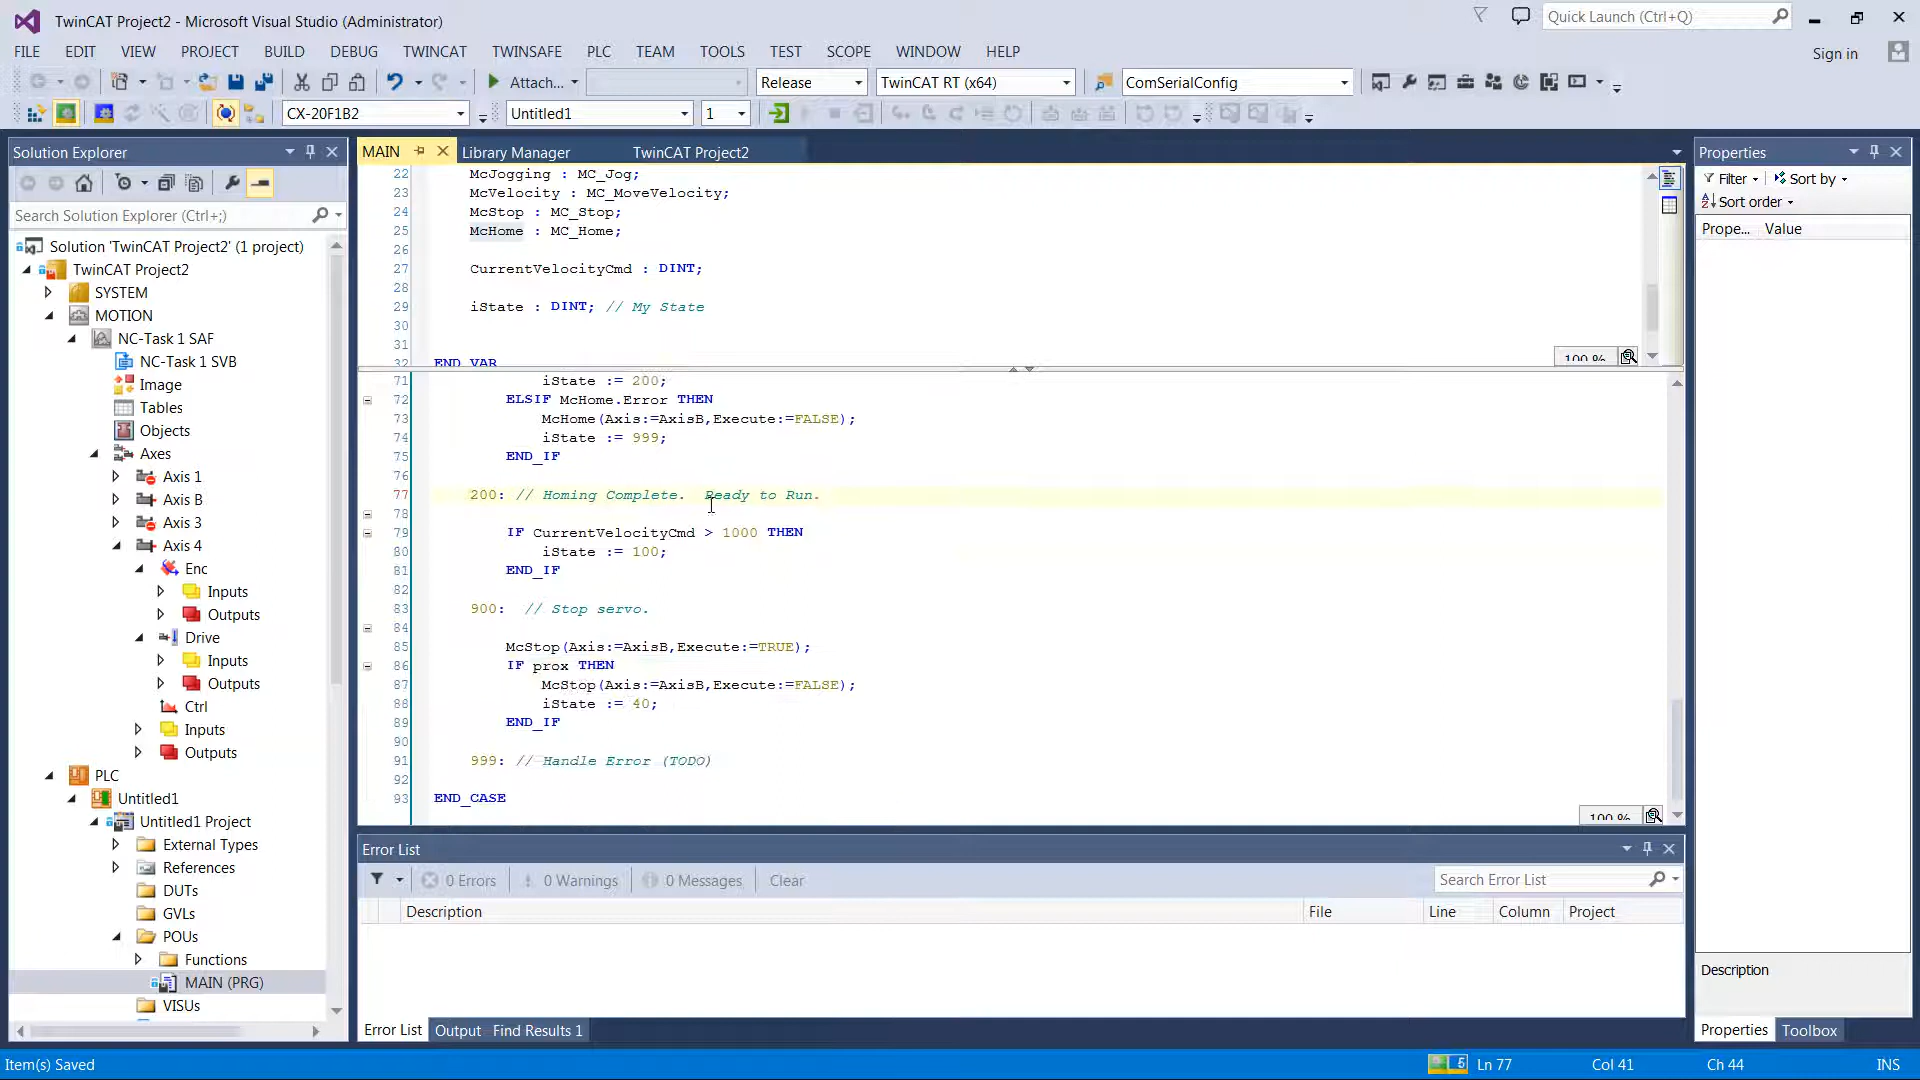 TwinCAT Project2 - Microsoft Visual Studio (Administrator)
Quick Launch (Ctrl+Q)
FILE EDIT VIEW PROJECT BUILD DEBUG TWINCAT TWINSAFE PLC TEAM TOOLS TEST SCOPE WINDOW HELP
Sign in
Attach... Release TwinCAT RT (x64) ComSerialConfig
CX-20F1B2 Untitled1 1
Solution Explorer
Search Solution Explorer (Ctrl+;)
Solution 'TwinCAT Project2' (1 project)
TwinCAT Project2
SYSTEM
MOTION
NC-Task 1 SAF
NC-Task 1 SVB
Image
Tables
Objects
Axes
Axis 1
Axis B
Axis 3
Axis 4
Enc
Inputs
Outputs
Drive
Inputs
Outputs
Ctrl
Inputs
Outputs
PLC
Untitled1
Untitled1 Project
External Types
References
DUTs
GVLs
POUs
Functions
MAIN (PRG)
VISUs
MAIN Library Manager TwinCAT Project2
22 McJogging : MC_Jog;
23 McVelocity : MC_MoveVelocity;
24 McStop : MC_Stop;
25 McHome : MC_Home;
26
27 CurrentVelocityCmd : DINT;
28
29 iState : DINT; // My State
30
31
32 END_VAR
100 %
71 iState := 200;
72 ELSIF McHome.Error THEN
73 McHome(Axis:=AxisB,Execute:=FALSE);
74 iState := 999;
75 END_IF
76
77 200: // Homing Complete.  Ready to Run.
78
79 IF CurrentVelocityCmd > 1000 THEN
80 iState := 100;
81 END_IF
82
83 900:  // Stop servo.
84
85 McStop(Axis:=AxisB,Execute:=TRUE);
86 IF prox THEN
87 McStop(Axis:=AxisB,Execute:=FALSE);
88 iState := 40;
89 END_IF
90
91 999: // Handle Error (TODO)
92
93 END_CASE
100 %
Error List
0 Errors 0 Warnings 0 Messages Clear
Search Error List
Description File Line Column Project
Error List Output Find Results 1
Properties
Filter Sort by
Sort order
Prope... Value
Description
Properties Toolbox
Item(s) Saved 5 Ln 77 Col 41 Ch 44 INS